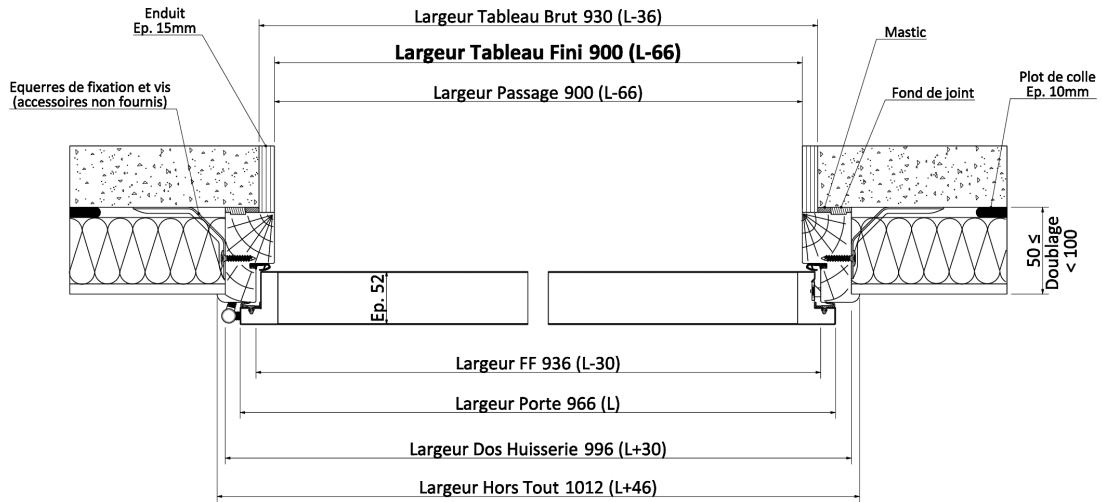 Enduit
Ep. 15mm
Largeur Tableau Brut 930 (L-36)
Mastic
Largeur Tableau Fini 900 (L-66)
Equerres de fixation et vis
(accessoires non fournis)
Largeur Passage 900 (L-66)
Fond de joint
Plot de colle
Ep. 10mm
50 ≤
Doublage
< 100
Ep. 52
Largeur FF 936 (L-30)
Largeur Porte 966 (L)
Largeur Dos Huisserie 996 (L+30)
Largeur Hors Tout 1012 (L+46)